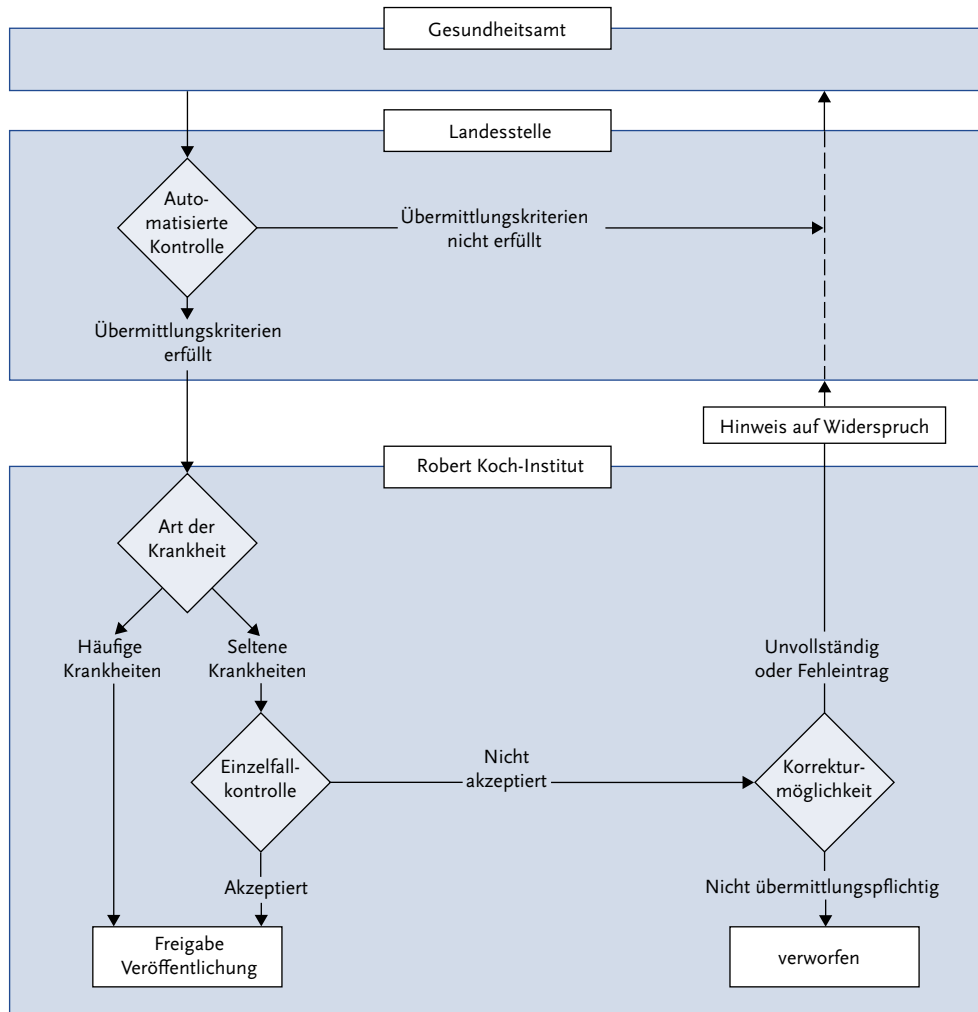 Gesundheitsamt
Landesstelle
Auto-
matisierte
Kontrolle
Übermittlungskriterien
nicht erfüllt
Übermittlungskriterien
erfüllt
Hinweis auf Widerspruch
Robert Koch-Institut
Art der
Krankheit
Häufige
Krankheiten
Seltene
Krankheiten
Unvollständig
oder Fehleintrag
Einzelfall-
kontrolle
Nicht
akzeptiert
Korrektur-
möglichkeit
Akzeptiert
Nicht übermittlungspflichtig
Freigabe
Veröffentlichung
verworfen